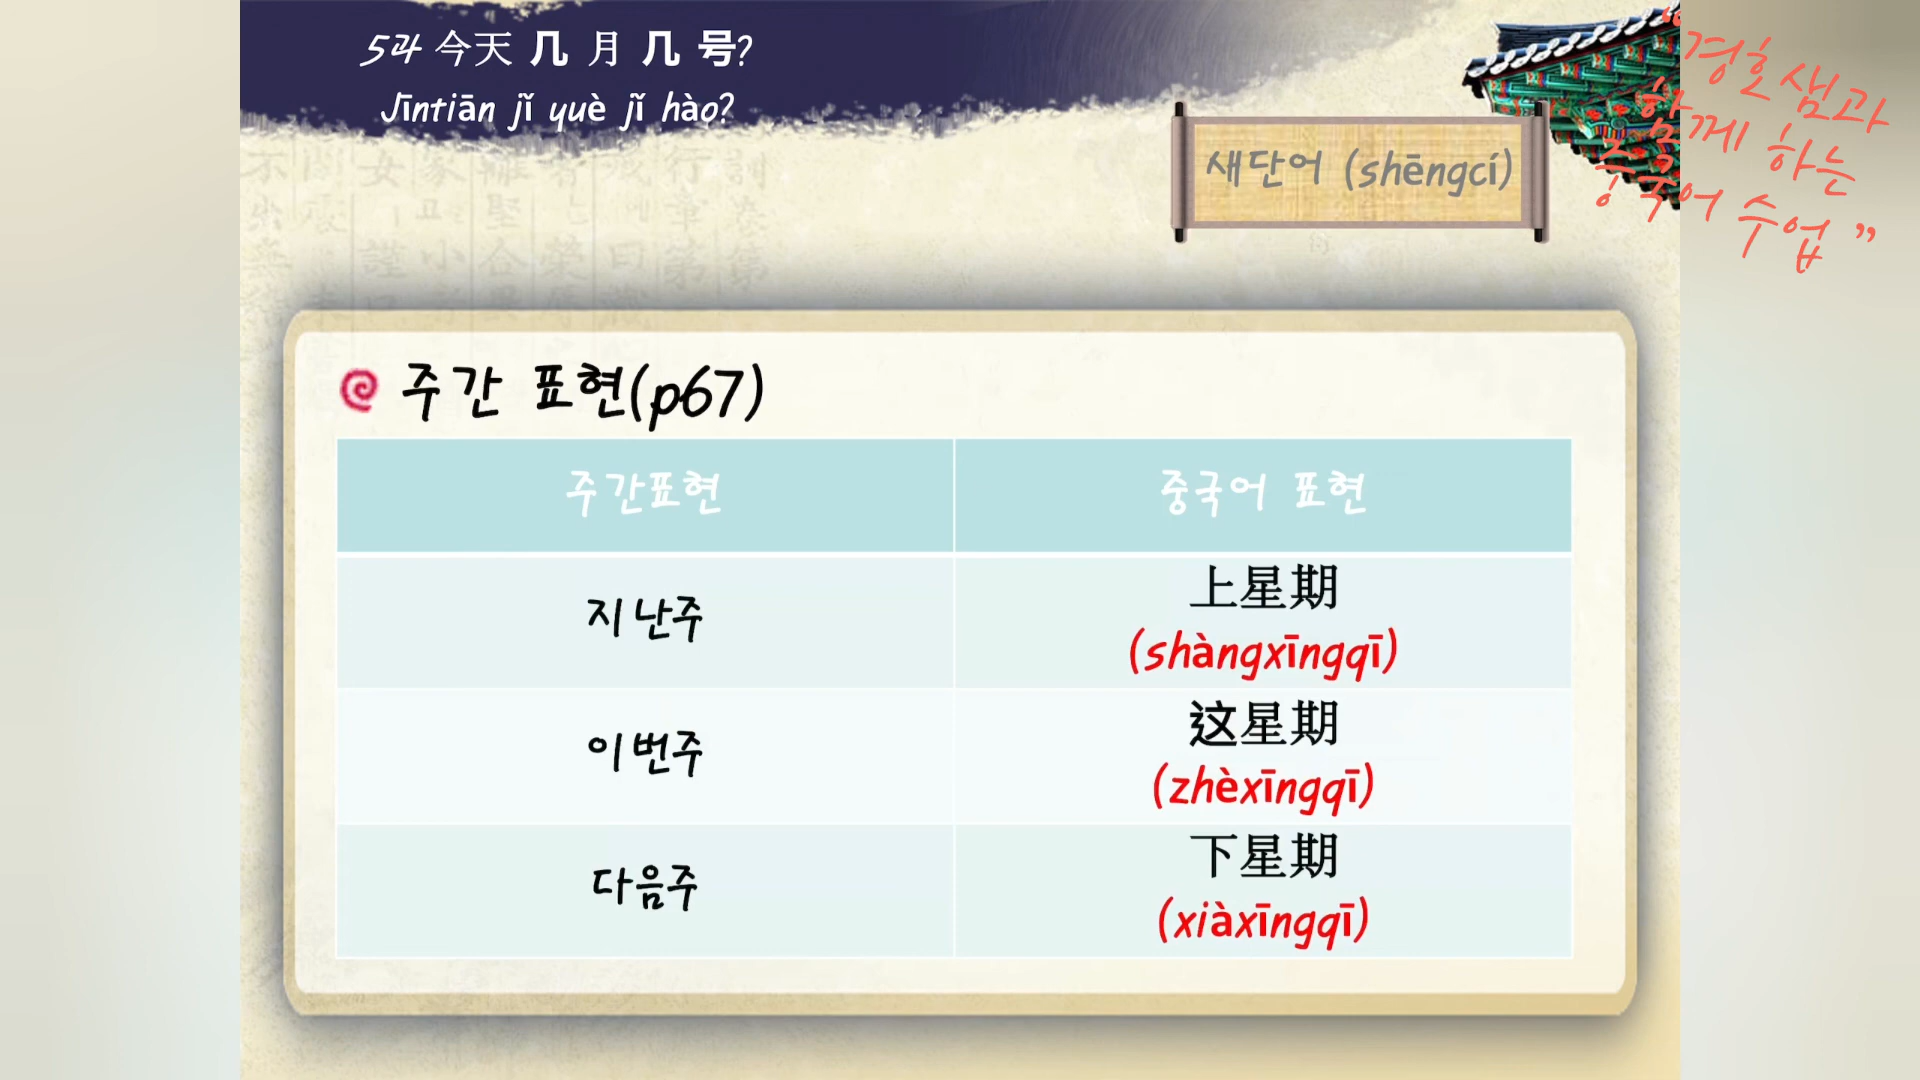 5과 今天 几 月 几 号?
Jīntiān jǐ yuè jǐ hào?
새단어 (shēngcí)
“경호샘과
함께 하는
중국어 수업”
주간 표현(p67)
주간표현
중국어 표현
지난주
上星期
(shàngxīngqī)
이번주
这星期
(zhèxīngqī)
다음주
下星期
(xiàxīngqī)